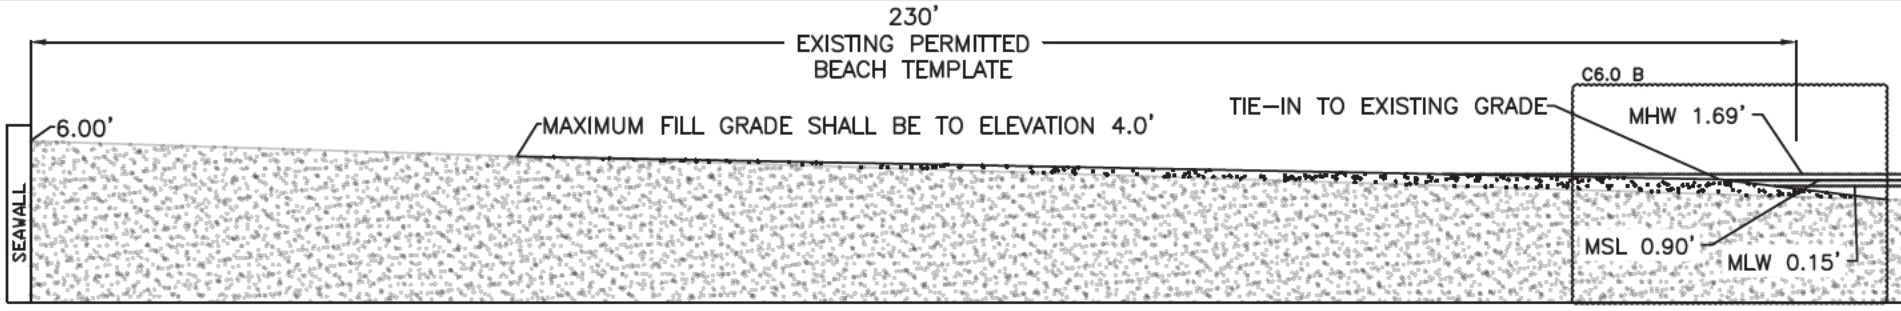 230'
EXISTING PERMITTED
BEACH TEMPLATE
C6.0 B
TIE-IN TO EXISTING GRADE
MHW 1.69'
6.00'
MAXIMUM FILL GRADE SHALL BE TO ELEVATION 4.0'
SEAWALL
MSL 0.90'
MLW 0.15'